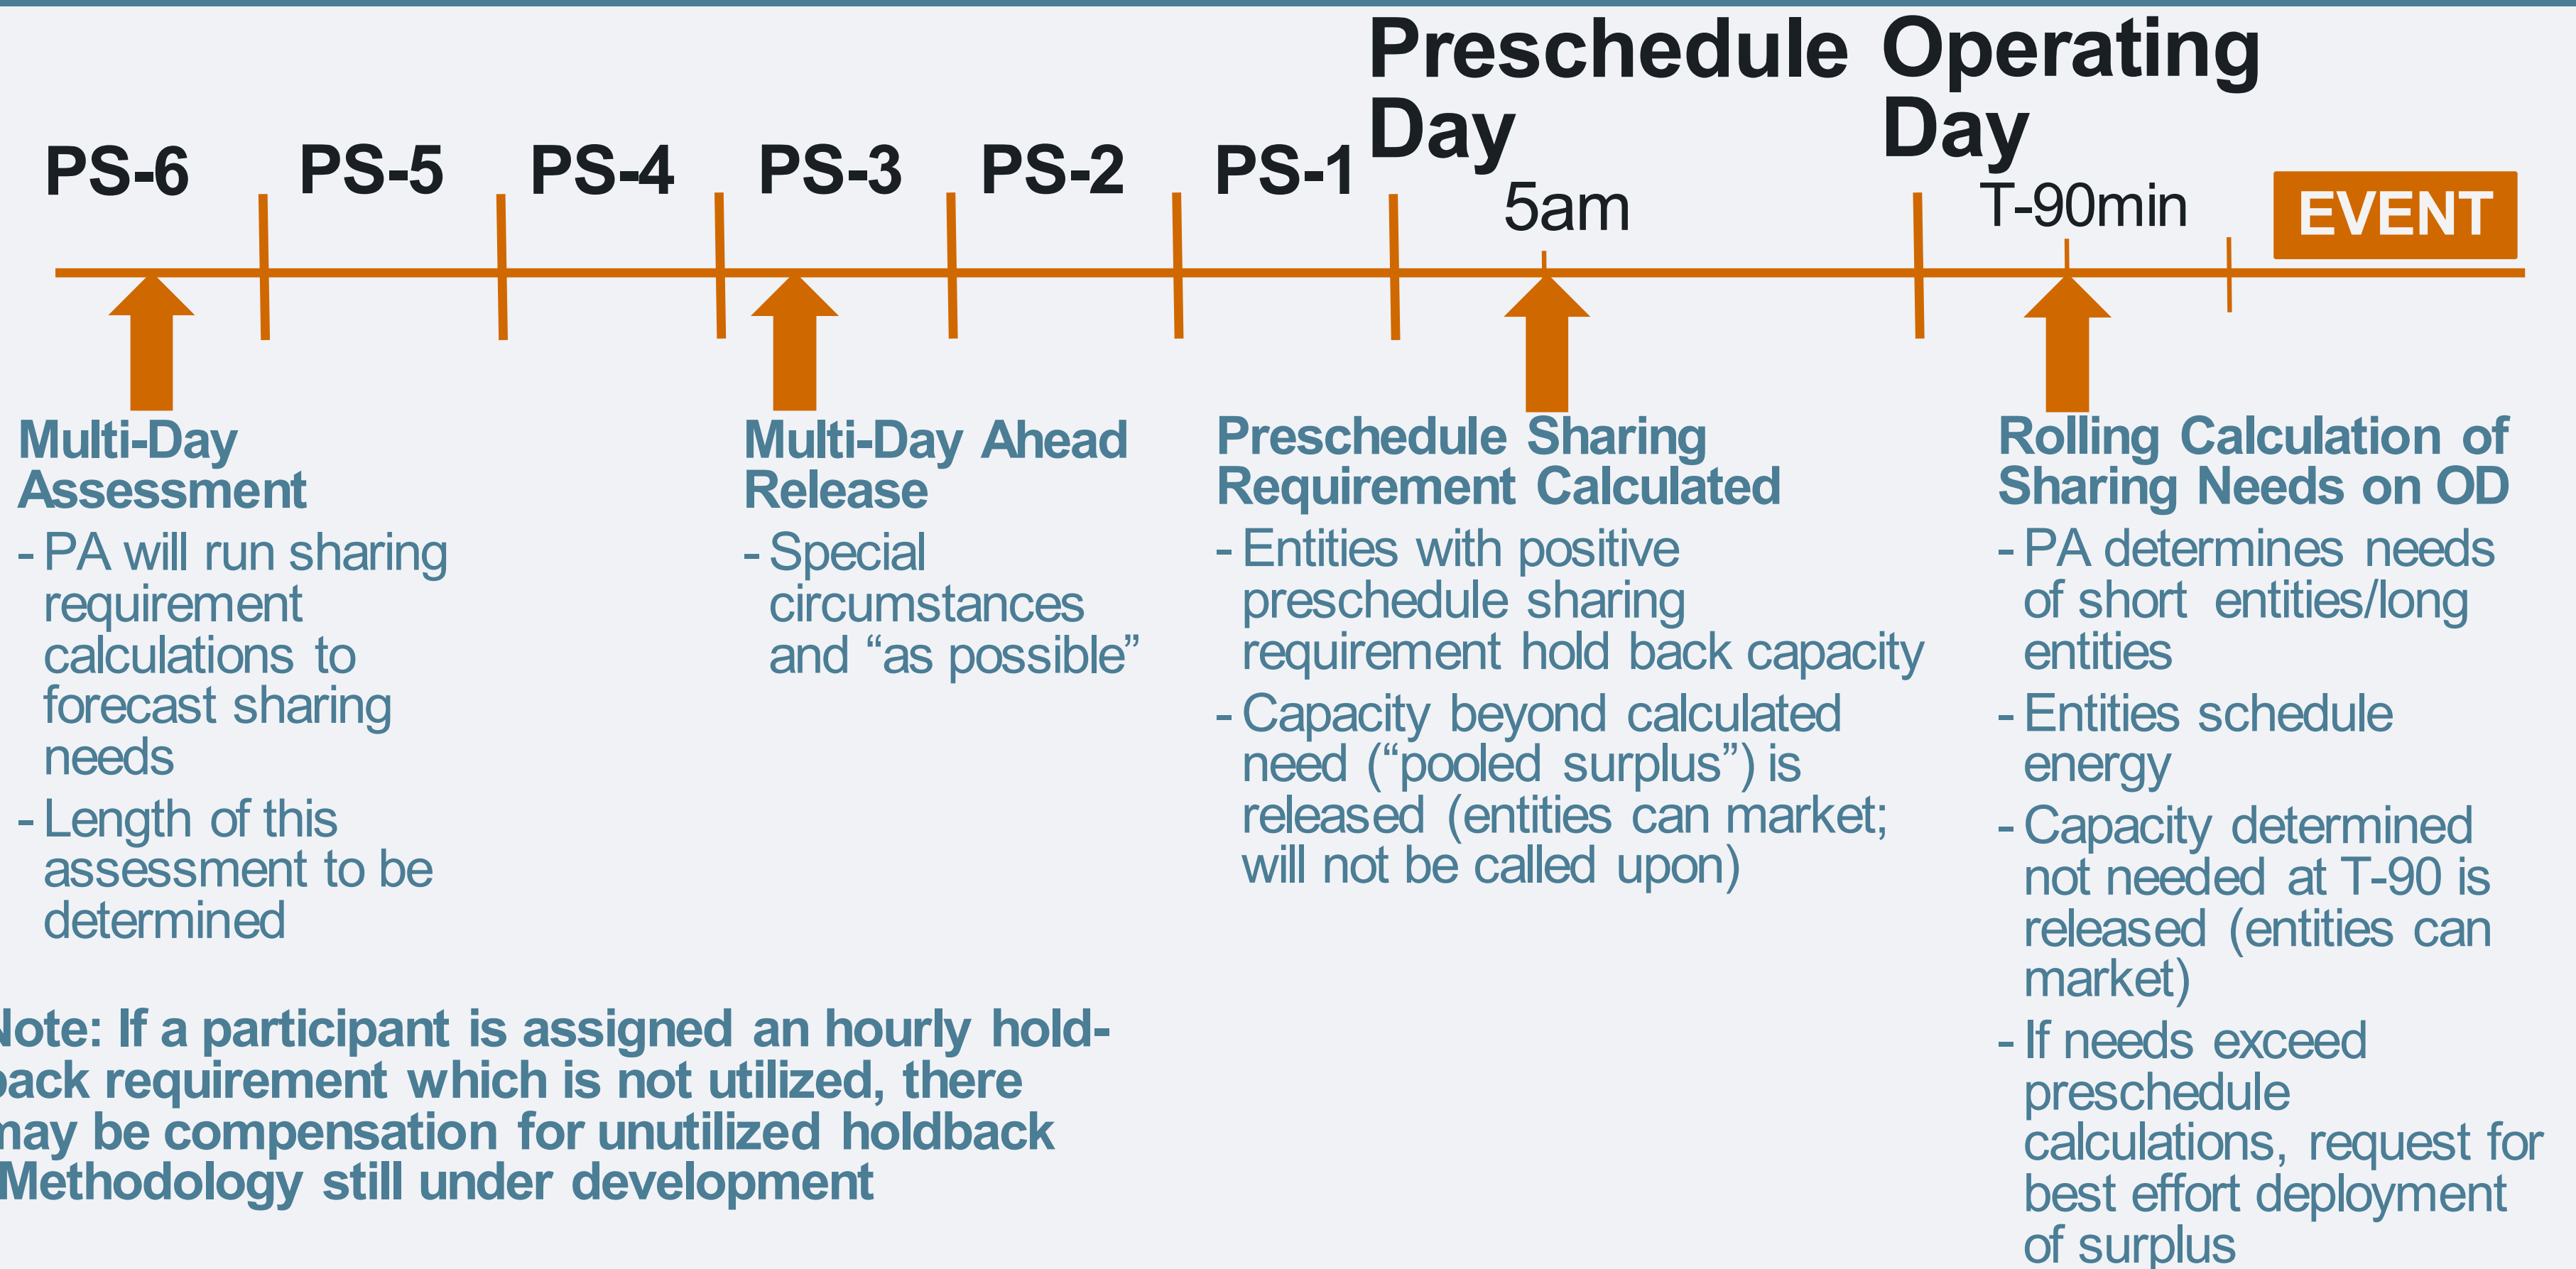 PS-6
PS-5
PS-4
PS-3
PS-2
PS-1
Preschedule
Day
5am
Operating
Day
T-90min
EVENT
Multi-Day
Assessment
- PA will run sharing
requirement
calculations to
forecast sharing
needs
- Length of this
assessment to be
determined
Multi-Day Ahead
Release
- Special
circumstances
and “as possible”
Preschedule Sharing
Requirement Calculated
- Entities with positive
preschedule sharing
requirement hold back capacity
- Capacity beyond calculated
need (“pooled surplus”) is
released (entities can market;
will not be called upon)
Rolling Calculation of
Sharing Needs on OD
- PA determines needs
of short entities/long
entities
- Entities schedule
energy
- Capacity determined
not needed at T-90 is
released (entities can
market)
- If needs exceed
preschedule
calculations, request for
best effort deployment
of surplus
Note: If a participant is assigned an hourly hold-
back requirement which is not utilized, there
may be compensation for unutilized holdback
Methodology still under development